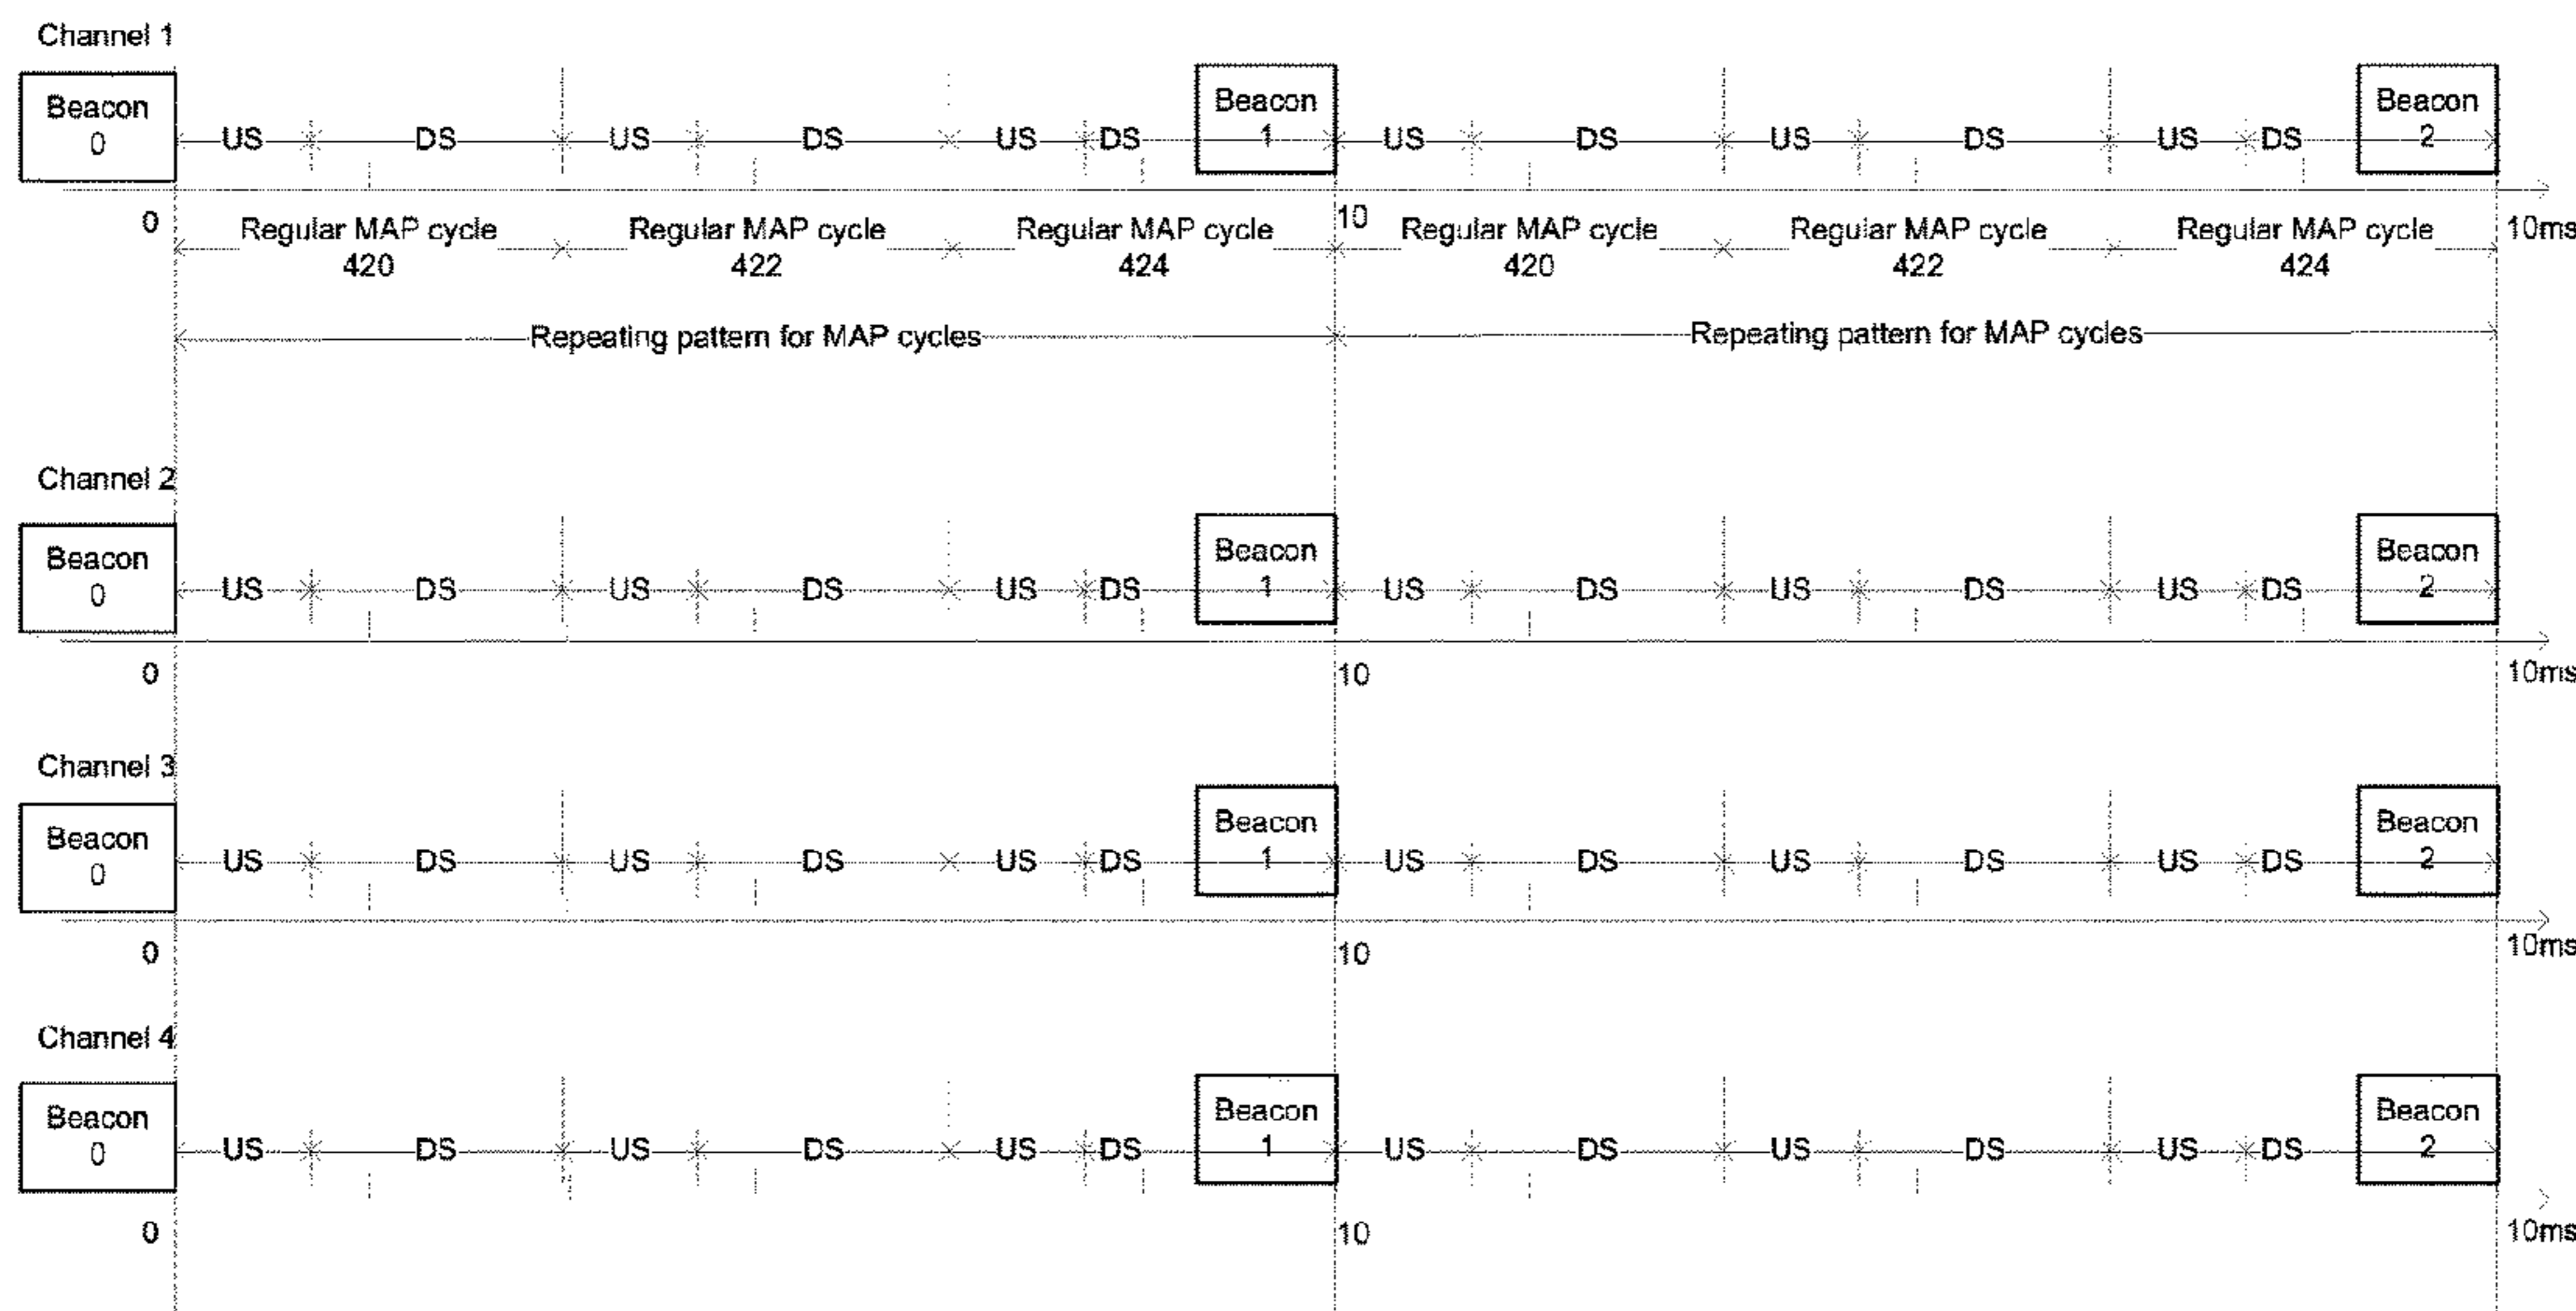 Channel 1
Beacon 0 US DS US DS US DS Beacon 1 US DS US DS US DS Beacon 2
0 10 10ms
Regular MAP cycle 420 Regular MAP cycle 422 Regular MAP cycle 424 Regular MAP cycle 420 Regular MAP cycle 422 Regular MAP cycle 424
Repeating pattern for MAP cycles Repeating pattern for MAP cycles
Channel 2
Beacon 0 US DS US DS US DS Beacon 1 US DS US DS US DS Beacon 2
0 10 10ms
Channel 3
Beacon 0 US DS US DS US DS Beacon 1 US DS US DS US DS Beacon 2
0 10 10ms
Channel 4
Beacon 0 US DS US DS US DS Beacon 1 US DS US DS US DS Beacon 2
0 10 10ms